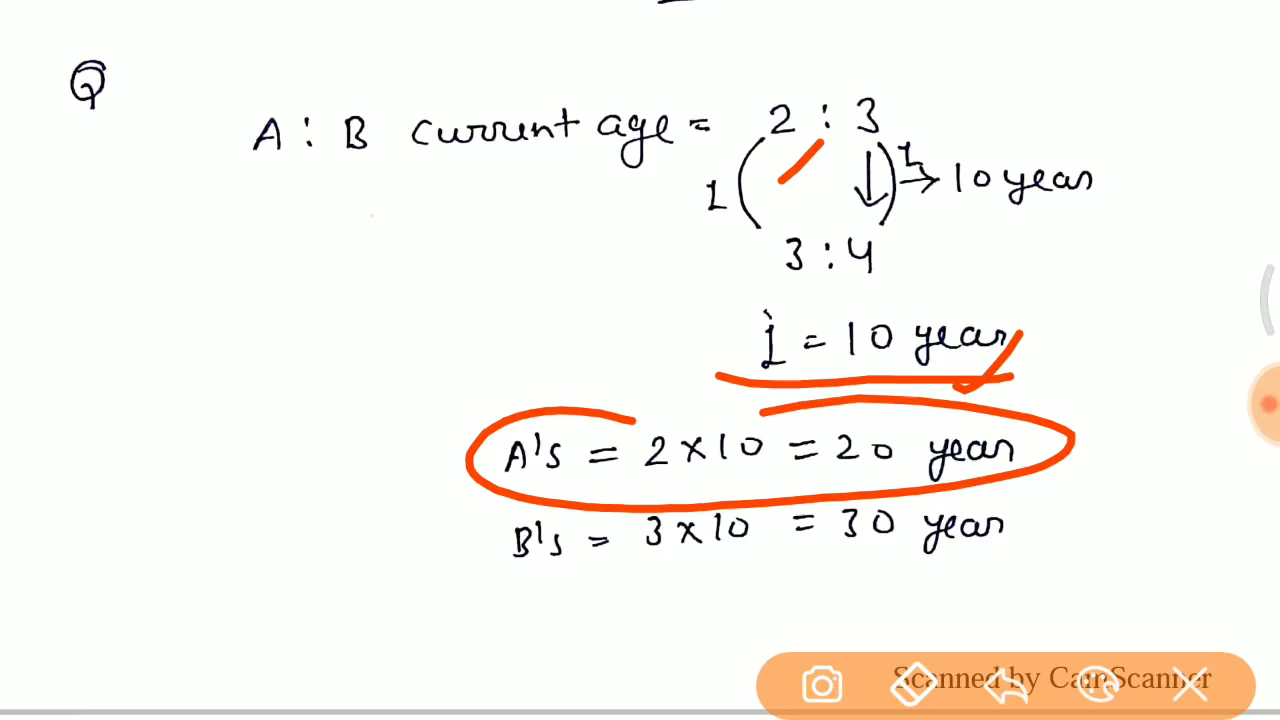 Q
A : B current age = 2 : 3
1 1 → 10 year
3 : 4
1 = 10 year
A's = 2 × 10 = 20 year
B's = 3 × 10 = 30 year
Scanned by CamScanner